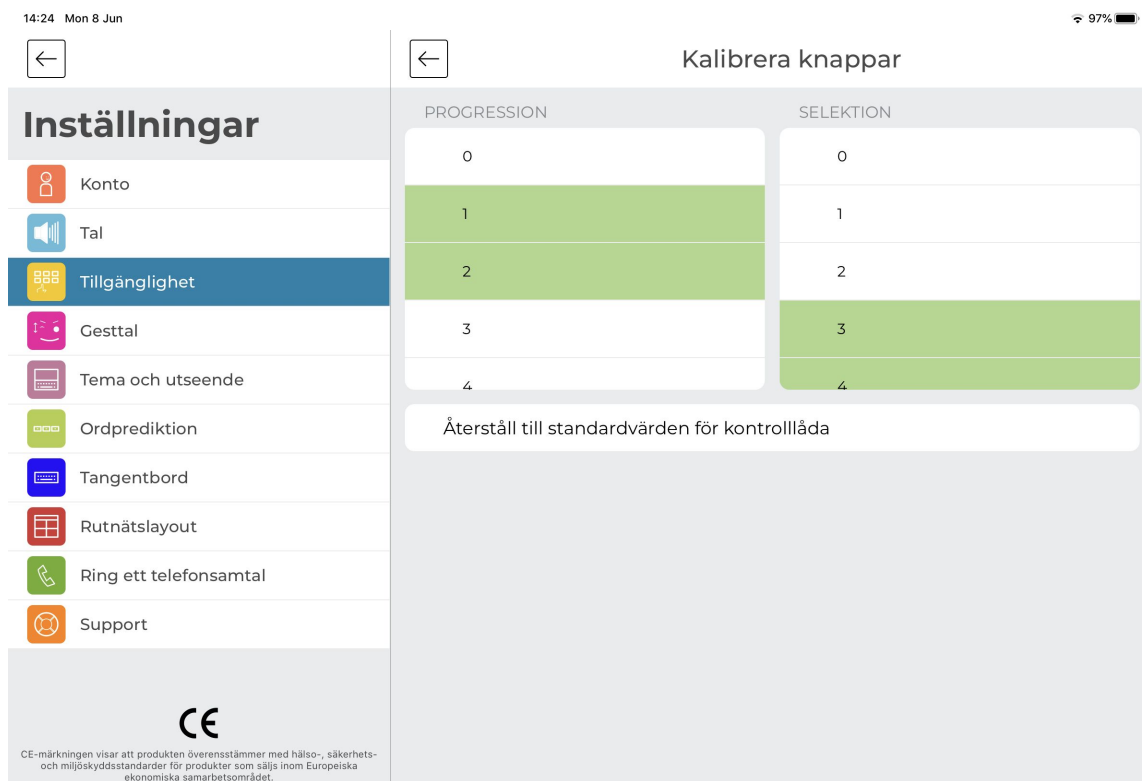 14:24 Mon 8 Jun
97%
Inställningar
Konto
Tal
Tillgänglighet
Gesttal
Tema och utseende
Ordprediktion
Tangentbord
Rutnätslayout
Ring ett telefonsamtal
Support
CE
CE-märkningen visar att produkten överensstämmer med hälso-, säkerhets-
och miljöskyddsstandarder för produkter som säljs inom Europeiska
ekonomiska samarbetsområdet.
Kalibrera knappar
PROGRESSION
0
1
2
3
4
SELEKTION
0
1
2
3
4
Återställ till standardvärden för kontrolllåda